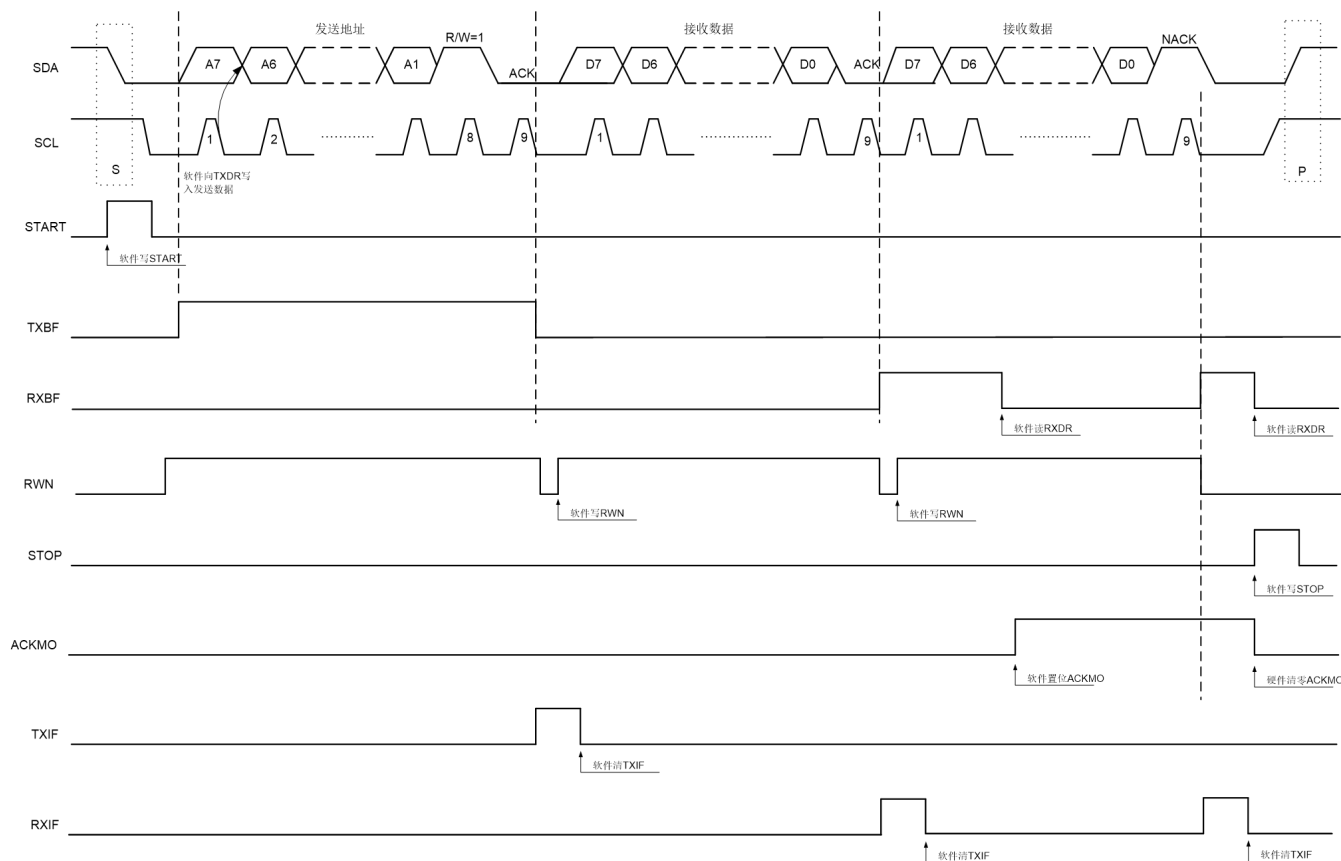 发送地址
接收数据
接收数据
R/W=1
NACK
SDA
A7
A6
A1
ACK
D7
D6
D0
ACK
D7
D6
D0
SCL
1
2
8
9
1
9
1
9
S
P
软件向TXDR写
入发送数据
START
软件写START
TXBF
RXBF
软件读RXDR
软件读RXDR
RWN
软件写RWN
软件写RWN
STOP
软件写STOP
ACKMO
软件置位ACKMO
硬件清零ACKMO
TXIF
软件清TXIF
RXIF
软件清TXIF
软件清TXIF